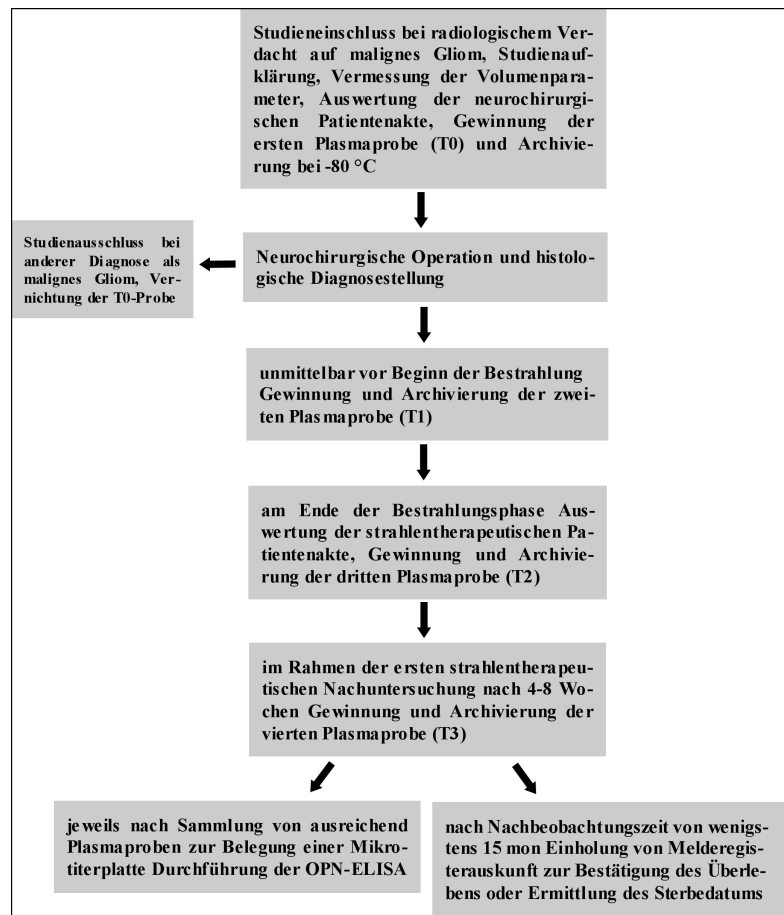 Studieneinschluss bei radiologischem Ver-
dacht auf malignes Gliom, Studienauf-
klärung, Vermessung der Volumenpara-
meter, Auswertung der neurochirurgi-
schen Patientenakte, Gewinnung der
ersten Plasmaprobe (T0) und Archivie-
rung bei -80 °C
Studienausschluss bei
anderer Diagnose als
malignes Gliom, Ver-
nichtung der T0-Probe
Neurochirurgische Operation und histolo-
gische Diagnosestellung
unmittelbar vor Beginn der Bestrahlung
Gewinnung und Archivierung der zwei-
ten Plasmaprobe (T1)
am Ende der Bestrahlungsphase Aus-
wertung der strahlentherapeutischen Pa-
tientenakte, Gewinnung und Archivie-
rung der dritten Plasmaprobe (T2)
im Rahmen der ersten strahlentherapeu-
tischen Nachuntersuchung nach 4-8 Wo-
chen Gewinnung und Archivierung der
vierten Plasmaprobe (T3)
jeweils nach Sammlung von ausreichend
Plasmaproben zur Belegung einer Mikro-
titerplatte Durchführung der OPN-ELISA
nach Nachbeobachtungszeit von wenigs-
tens 15 mon Einholung von Melderegis-
terauskunft zur Bestätigung des Überle-
bens oder Ermittlung des Sterbedatums